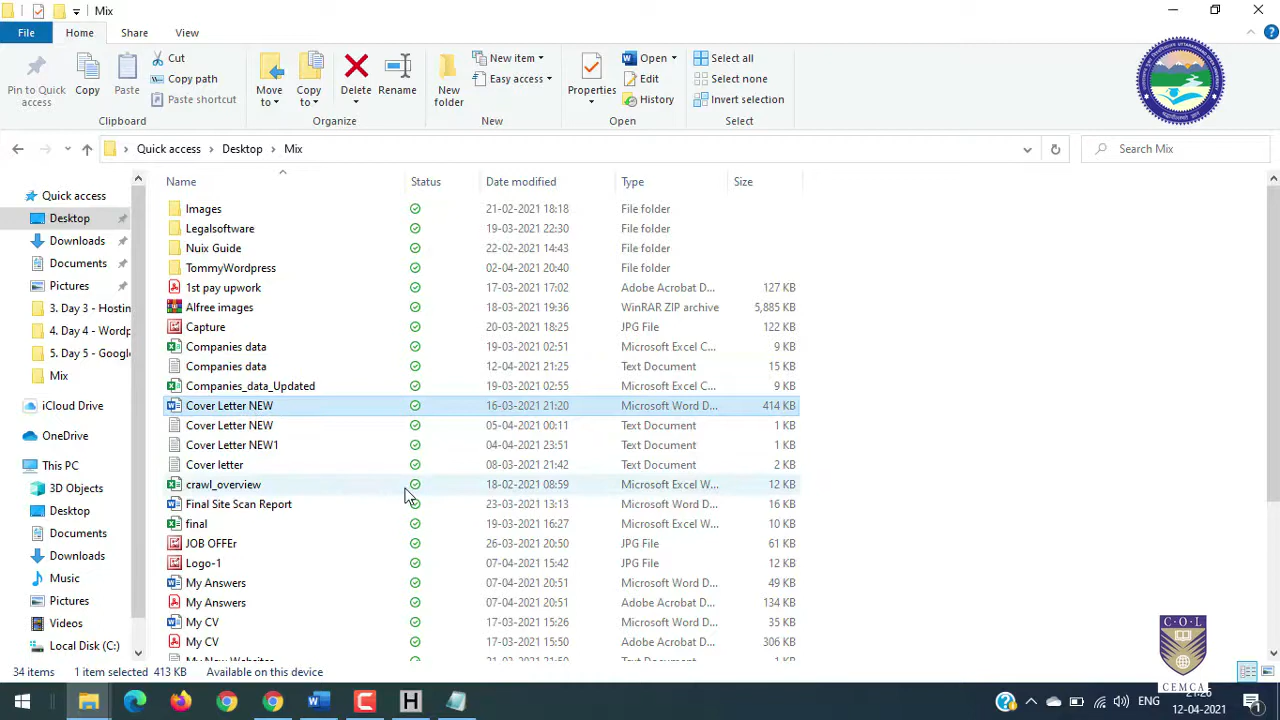 Mix
File Home Share View
Pin to Quick access
Copy
Paste
Cut
Copy path
Paste shortcut
Clipboard
Move to
Copy to
Delete
Rename
Organize
New folder
New item
Easy access
New
Properties
Open
Edit
History
Open
Select all
Select none
Invert selection
Select
Quick access Desktop Mix
Search Mix
Quick access
Desktop
Downloads
Documents
Pictures
3. Day 3 - Hostin
4. Day 4 - Wordp
5. Day 5 - Google
Mix
iCloud Drive
OneDrive
This PC
3D Objects
Desktop
Documents
Downloads
Music
Pictures
Videos
Local Disk (C:)
Name Status Date modified Type Size
Images 21-02-2021 18:18 File folder
Legalsoftware 19-03-2021 22:30 File folder
Nuix Guide 22-02-2021 14:43 File folder
TommyWordpress 02-04-2021 20:40 File folder
1st pay upwork 17-03-2021 17:02 Adobe Acrobat D... 127 KB
Alfree images 18-03-2021 19:36 WinRAR ZIP archive 5,885 KB
Capture 20-03-2021 18:25 JPG File 122 KB
Companies data 19-03-2021 02:51 Microsoft Excel C... 9 KB
Companies data 12-04-2021 21:25 Text Document 15 KB
Companies_data_Updated 19-03-2021 02:55 Microsoft Excel C... 9 KB
Cover Letter NEW 16-03-2021 21:20 Microsoft Word D... 414 KB
Cover Letter NEW 05-04-2021 00:11 Text Document 1 KB
Cover Letter NEW1 04-04-2021 23:51 Text Document 1 KB
Cover letter 08-03-2021 21:42 Text Document 2 KB
crawl_overview 18-02-2021 08:59 Microsoft Excel W... 12 KB
Final Site Scan Report 23-03-2021 13:13 Microsoft Word D... 16 KB
final 19-03-2021 16:27 Microsoft Excel W... 10 KB
JOB OFFEr 26-03-2021 20:50 JPG File 61 KB
Logo-1 07-04-2021 15:42 JPG File 12 KB
My Answers 07-04-2021 20:51 Microsoft Word D... 49 KB
My Answers 07-04-2021 20:51 Adobe Acrobat D... 134 KB
My CV 17-03-2021 15:26 Microsoft Word D... 35 KB
My CV 17-03-2021 15:50 Adobe Acrobat D... 306 KB
34 items 1 item selected 413 KB Available on this device
C·O·L
CEMCA
ENG
12-04-2021